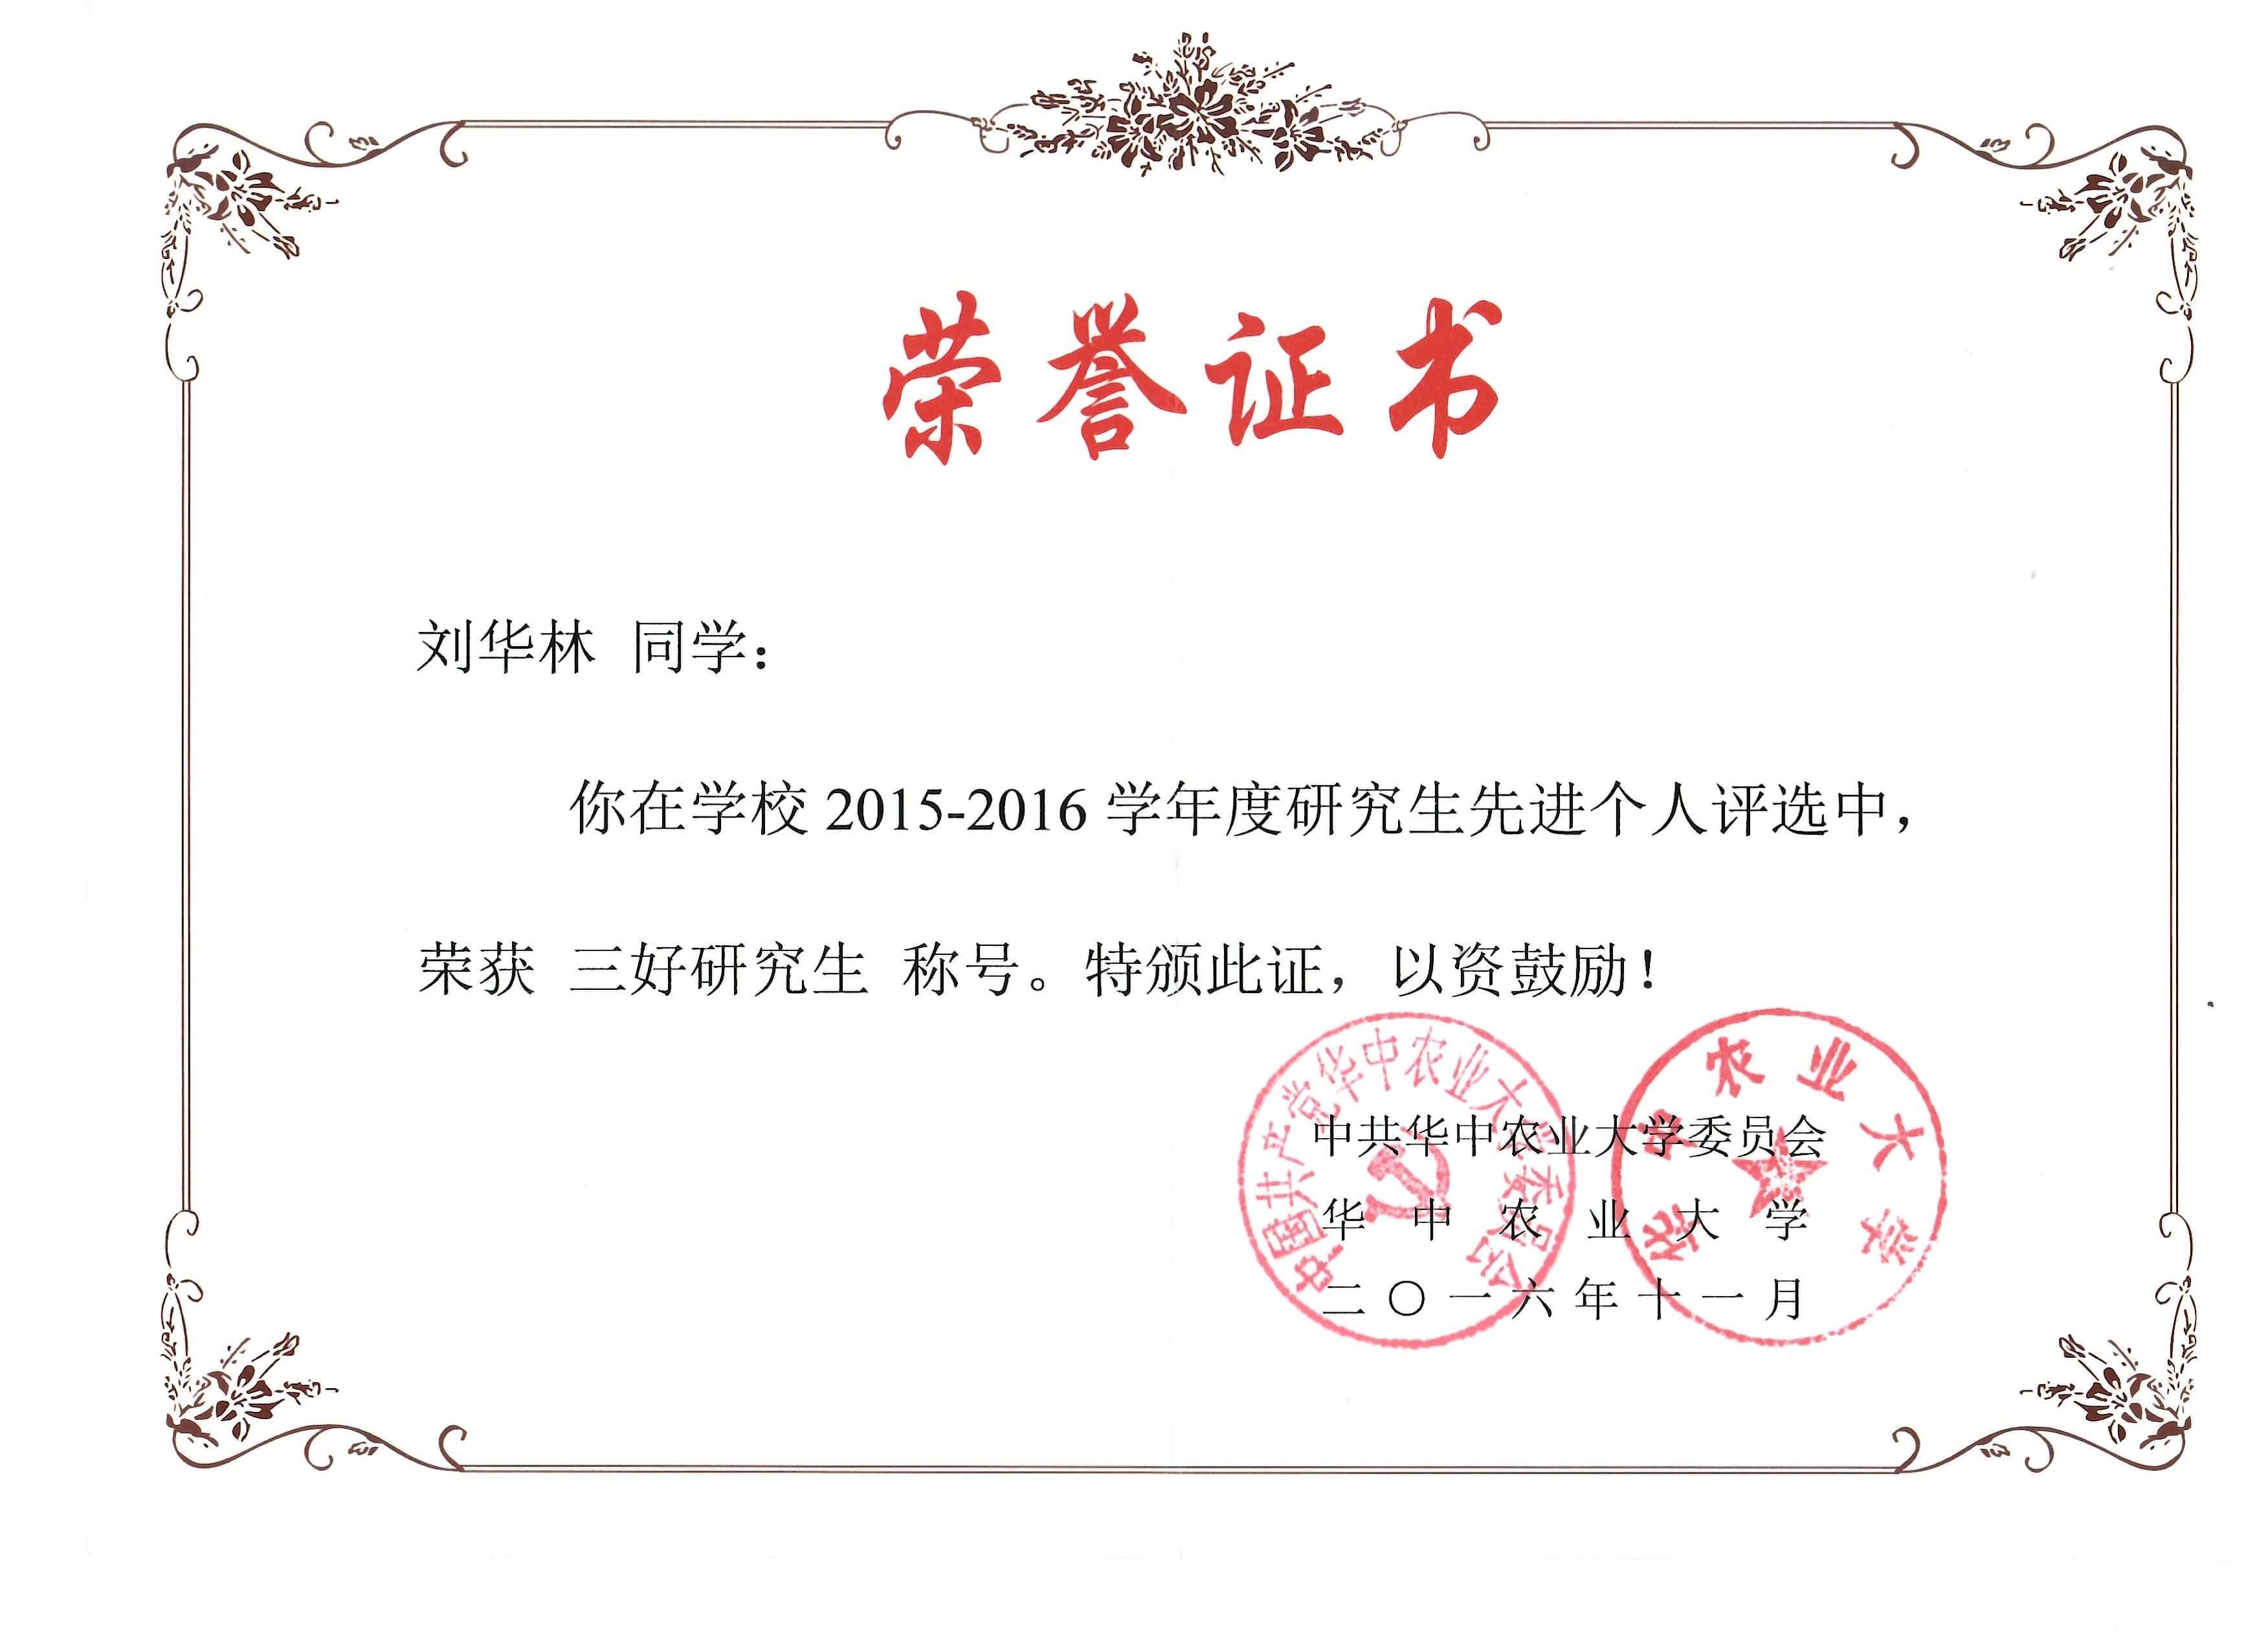 荣誉证书
刘华林 同学：
你在学校 2015-2016 学年度研究生先进个人评选中，
荣获 三好研究生 称号。特颁此证，以资鼓励！
中国共产党华中农业大学委员会
华中农业大学
中共华中农业大学委员会
华中农业大学
二〇一六年十一月